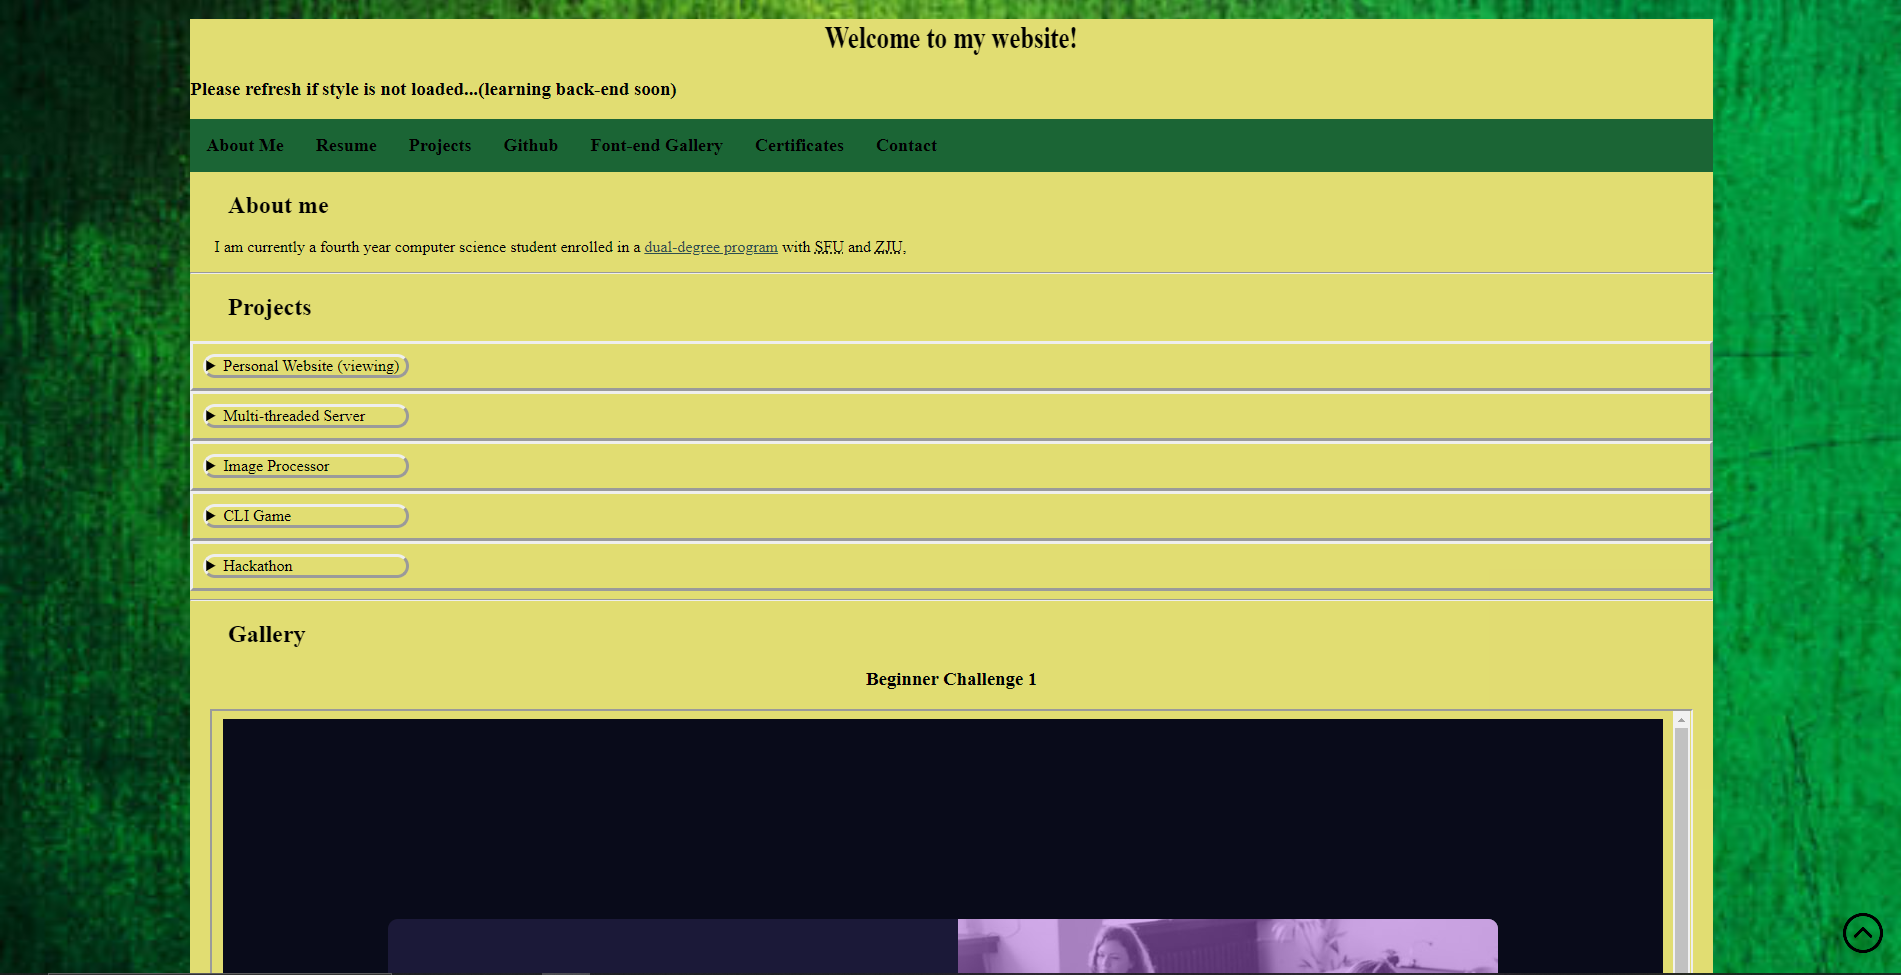 Welcome to my website!
Please refresh if style is not loaded...(learning back-end soon)
About Me Resume Projects Github Font-end Gallery Certificates Contact
About me
I am currently a fourth year computer science student enrolled in a dual-degree program with SFU and ZJU.
Projects
Personal Website (viewing)
Multi-threaded Server
Image Processor
CLI Game
Hackathon
Gallery
Beginner Challenge 1